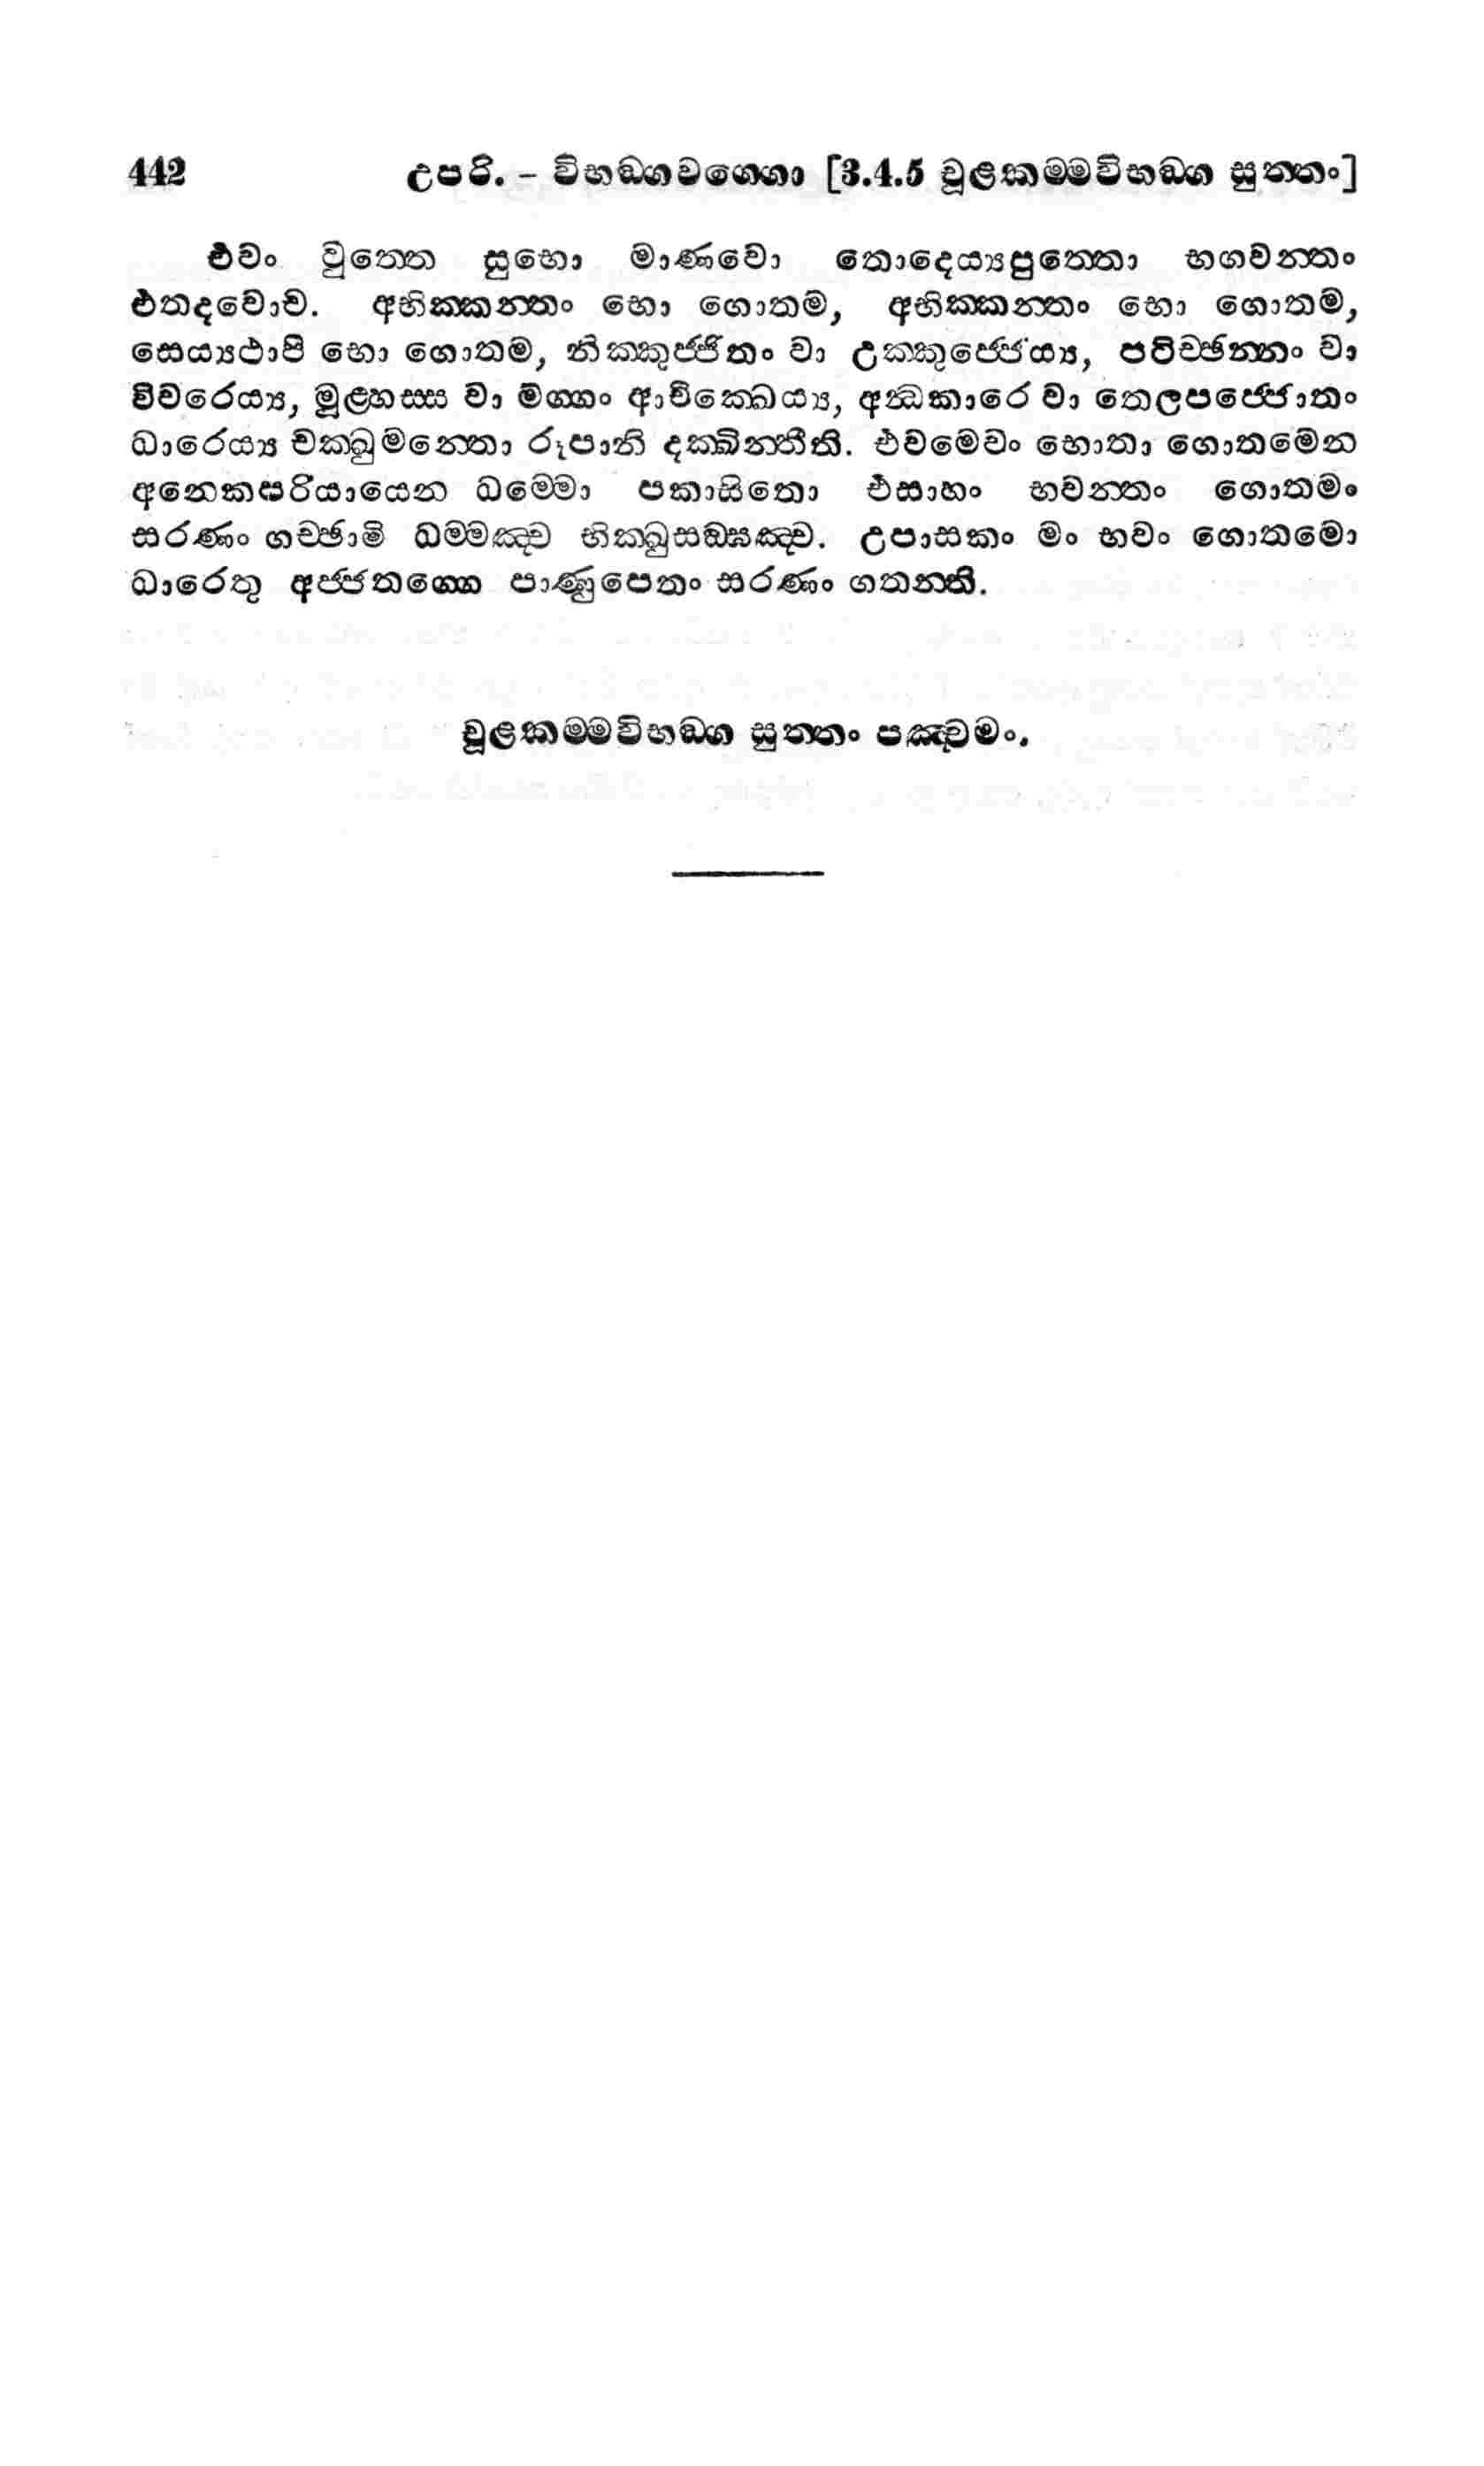 442 උපරි. - විභඞ්ගවග්ගො [3.4.5 චූළකම්මවිභඞ්ග සුත්තං]
එවං වුත්තෙ සුභො මාණවො තොදෙය්‍යපුත්තො භගවන්තං
එතදවොච. අභික්කන්තං භො ගොතම, අභික්කන්තං භො ගොතම,
සෙය්‍යථාපි භො ගොතම, නික්කුජ්ජිතං වා උක්කුජ්ජෙය්‍ය, පටිච්ඡන්නං වා
විවරෙය්‍ය, මූළ්හස්ස වා මග්ගං ආචික්ඛෙය්‍ය, අන්ධකාරෙ වා තෙලපජ්ජොතං
ධාරෙය්‍ය චක්ඛුමන්තො රූපානි දක්ඛින්තීති. එවමෙවං භොතා ගොතමෙන
අනෙකපරියායෙන ධම්මො පකාසිතො එසාහං භවන්තං ගොතමං
සරණං ගච්ඡාමි ධම්මඤ්ච භික්ඛුසඞ්ඝඤ්ච. උපාසකං මං භවං ගොතමො
ධාරෙතු අජ්ජතග්ගෙ පාණුපෙතං සරණං ගතන්ති.
චූළකම්මවිභඞ්ග සුත්තං පඤ්චමං.